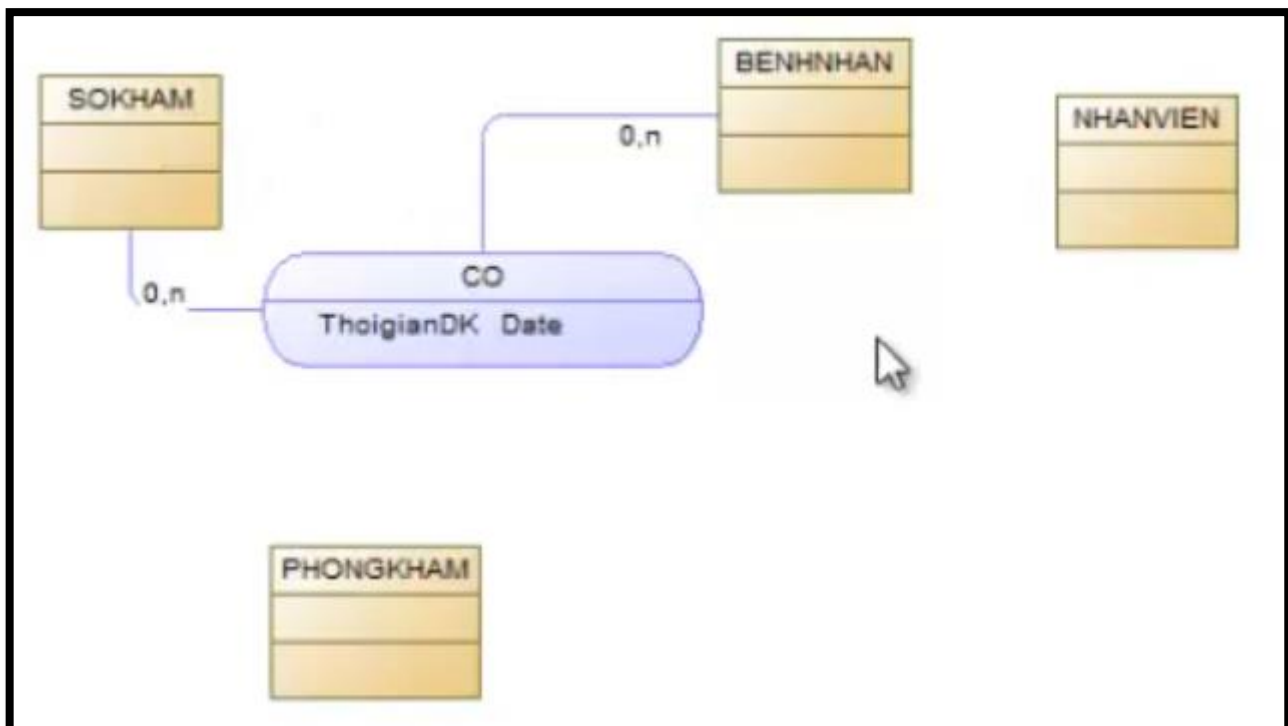 SOKHAM
BENHNHAN
NHANVIEN
0,n
0,n
CO
ThoigianDK Date
PHONGKHAM